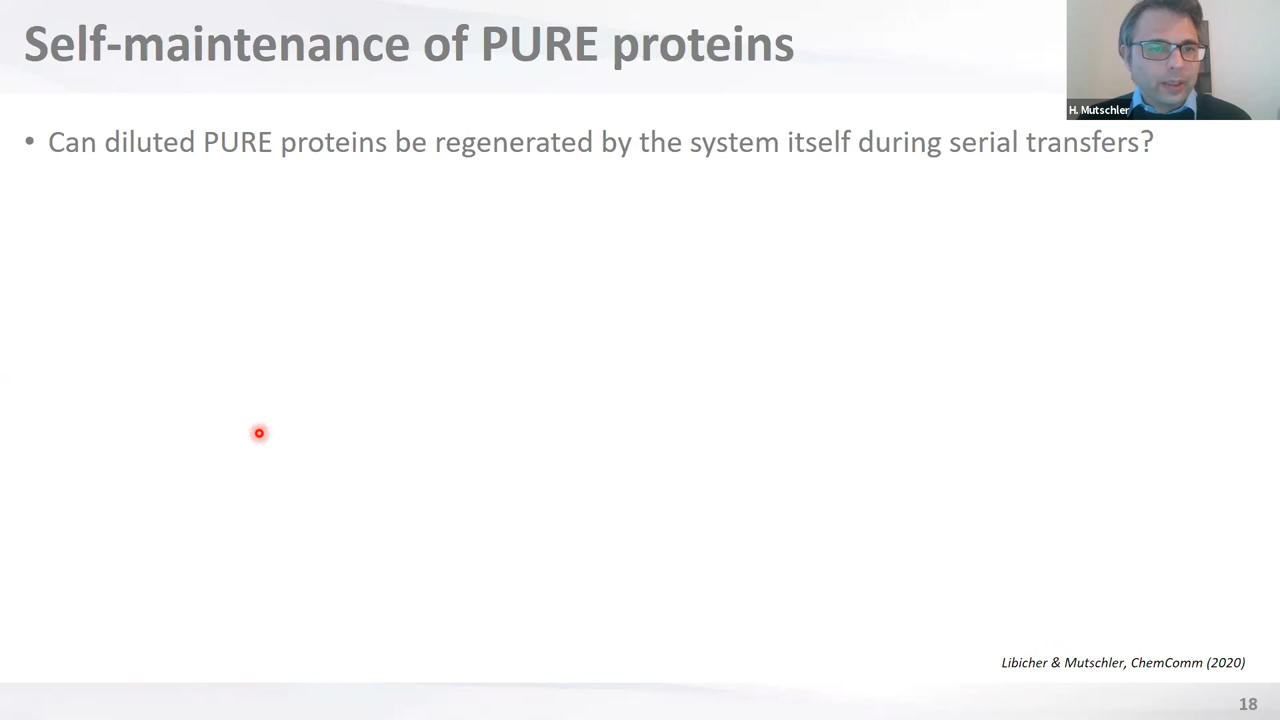 Self-maintenance of PURE proteins
H. Mutschler
• Can diluted PURE proteins be regenerated by the system itself during serial transfers?
Libicher & Mutschler, ChemComm (2020)
18